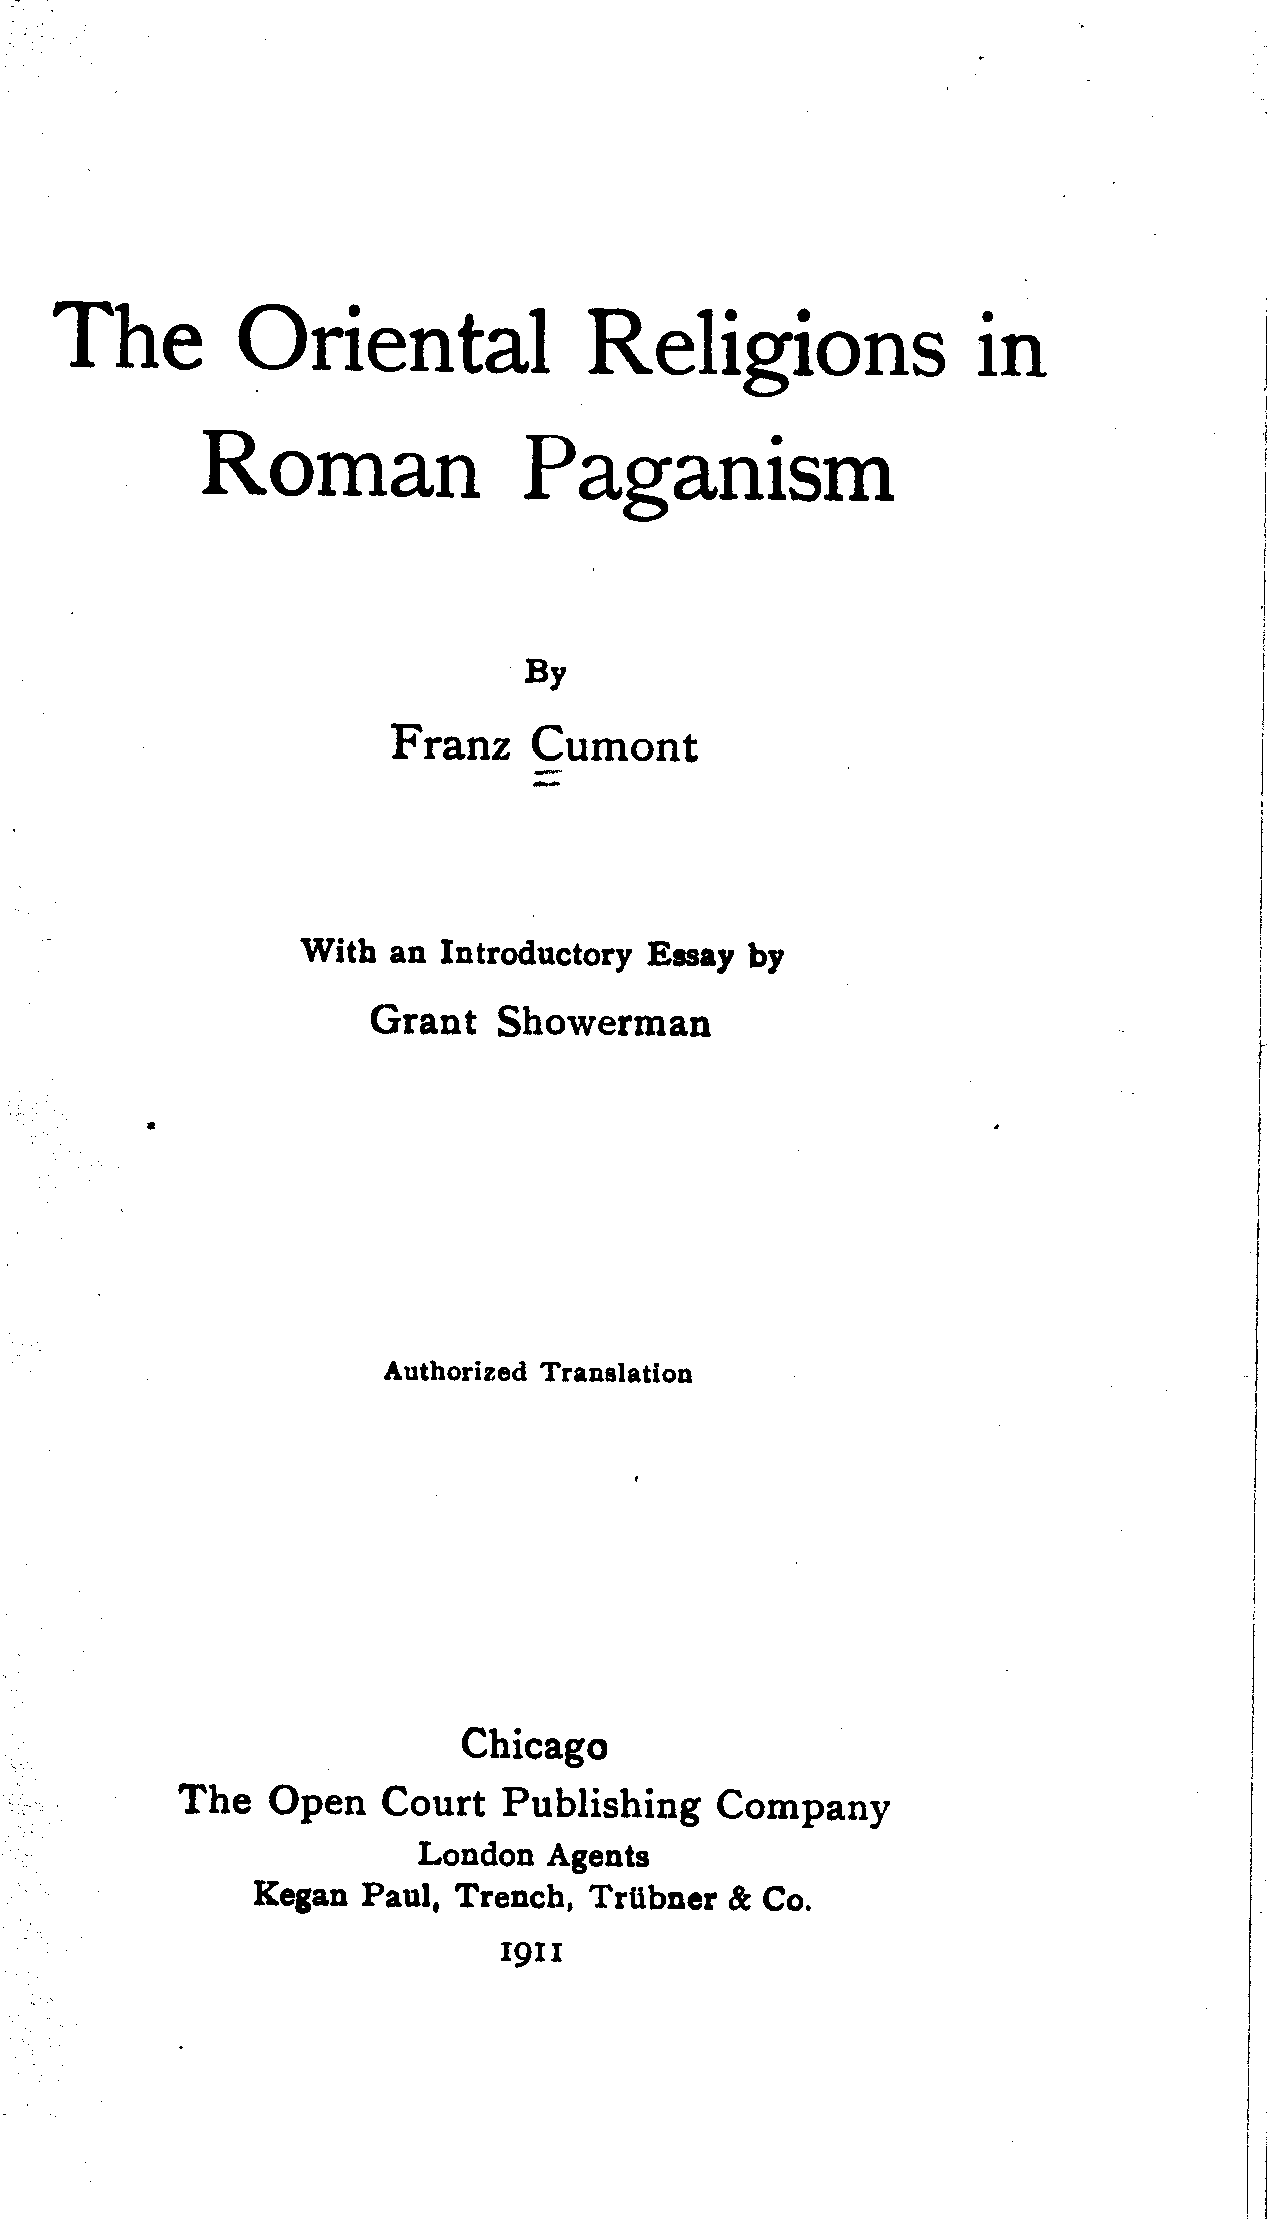 The Oriental Religions in
Roman Paganism
By
Franz Cumont
With an Introductory Essay by
Grant Showerman
Authorized Translation
Chicago
The Open Court Publishing Company
London Agents
Kegan Paul, Trench, Trübner & Co.
1911